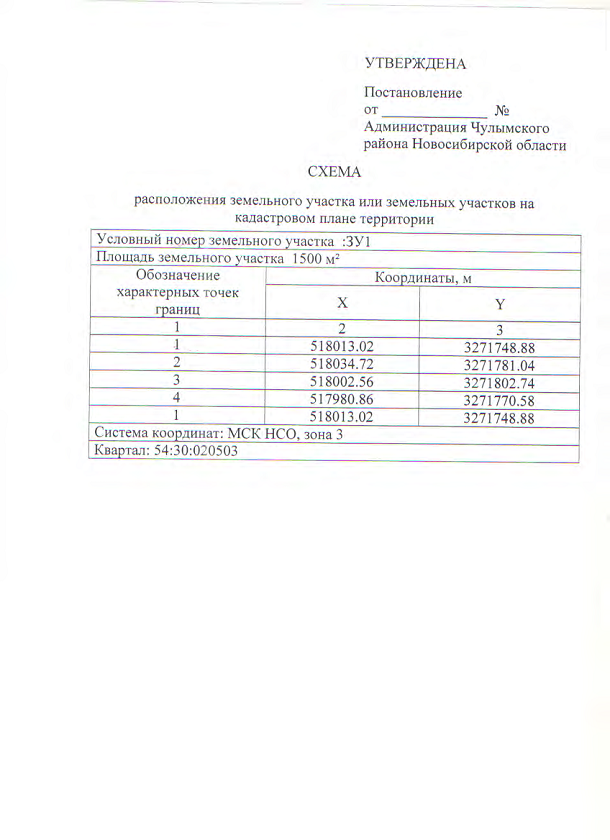 УТВЕРЖДЕНА
Постановление
от ______________ №
Администрация Чулымского
района Новосибирской области
СХЕМА
расположения земельного участка или земельных участков на
кадастровом плане территории
Условный номер земельного участка :ЗУ1
Площадь земельного участка 1500 м²
Обозначение
характерных точек
границ
Координаты, м
X
Y
1 2 3
1 518013.02 3271748.88
2 518034.72 3271781.04
3 518002.56 3271802.74
4 517980.86 3271770.58
1 518013.02 3271748.88
Система координат: МСК НСО, зона 3
Квартал: 54:30:020503